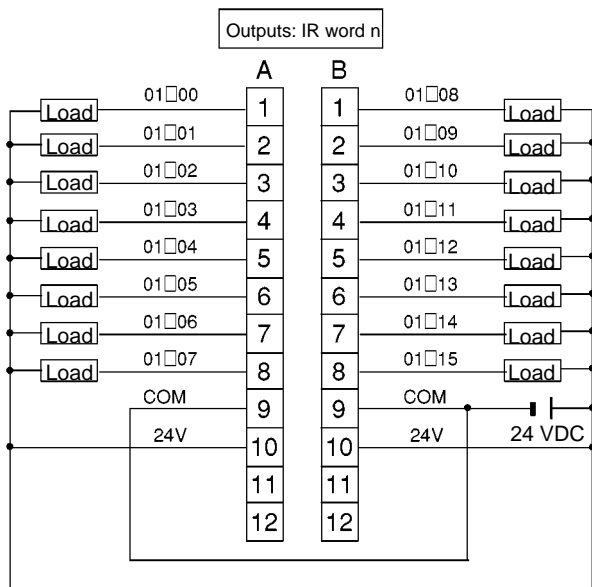 Outputs: IR word n
A B
Load 01□00 1 1 01□08 Load
Load 01□01 2 2 01□09 Load
Load 01□02 3 3 01□10 Load
Load 01□03 4 4 01□11 Load
Load 01□04 5 5 01□12 Load
Load 01□05 6 6 01□13 Load
Load 01□06 7 7 01□14 Load
Load 01□07 8 8 01□15 Load
COM 9 9 COM
24V 10 10 24V 24 VDC
11 11
12 12